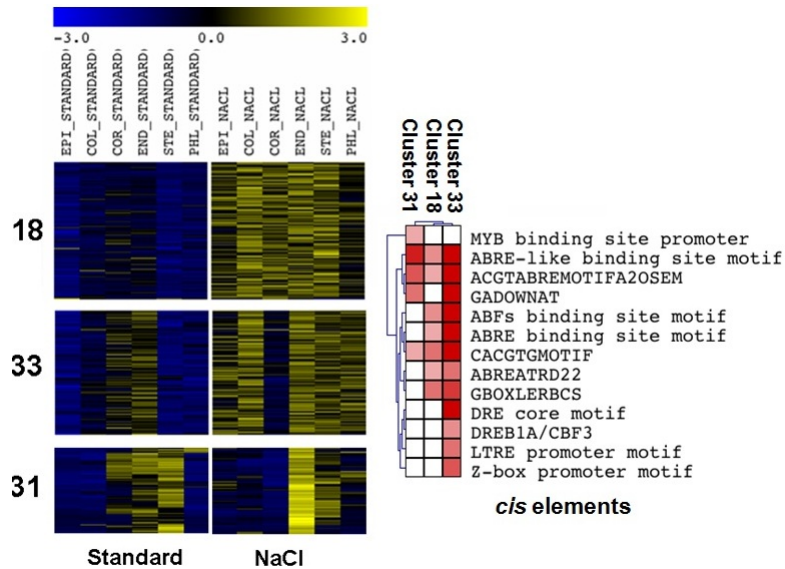 -3.0 0.0 3.0
EPI_STANDARD)
COL_STANDARD)
COR_STANDARD)
END_STANDARD)
STE_STANDARD)
PHL_STANDARD)
EPI_NACL
COL_NACL
COR_NACL
END_NACL
STE_NACL
PHL_NACL
18
33
31
Standard NaCl
Cluster 31
Cluster 18
Cluster 33
MYB binding site promoter
ABRE-like binding site motif
ACGTABREMOTIFA2OSEM
GADOWNAT
ABFs binding site motif
ABRE binding site motif
CACGTGMOTIF
ABREATRD22
GBOXLERBCS
DRE core motif
DREB1A/CBF3
LTRE promoter motif
Z-box promoter motif
cis elements